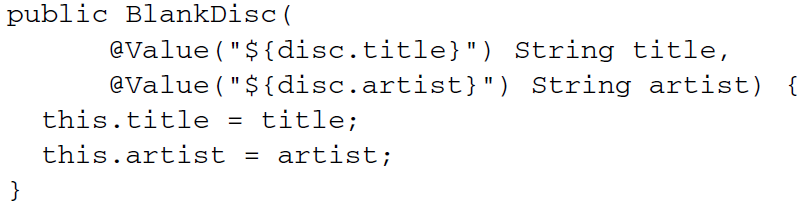 public BlankDisc(
      @Value("${disc.title}") String title,
      @Value("${disc.artist}") String artist) {
  this.title = title;
  this.artist = artist;
}